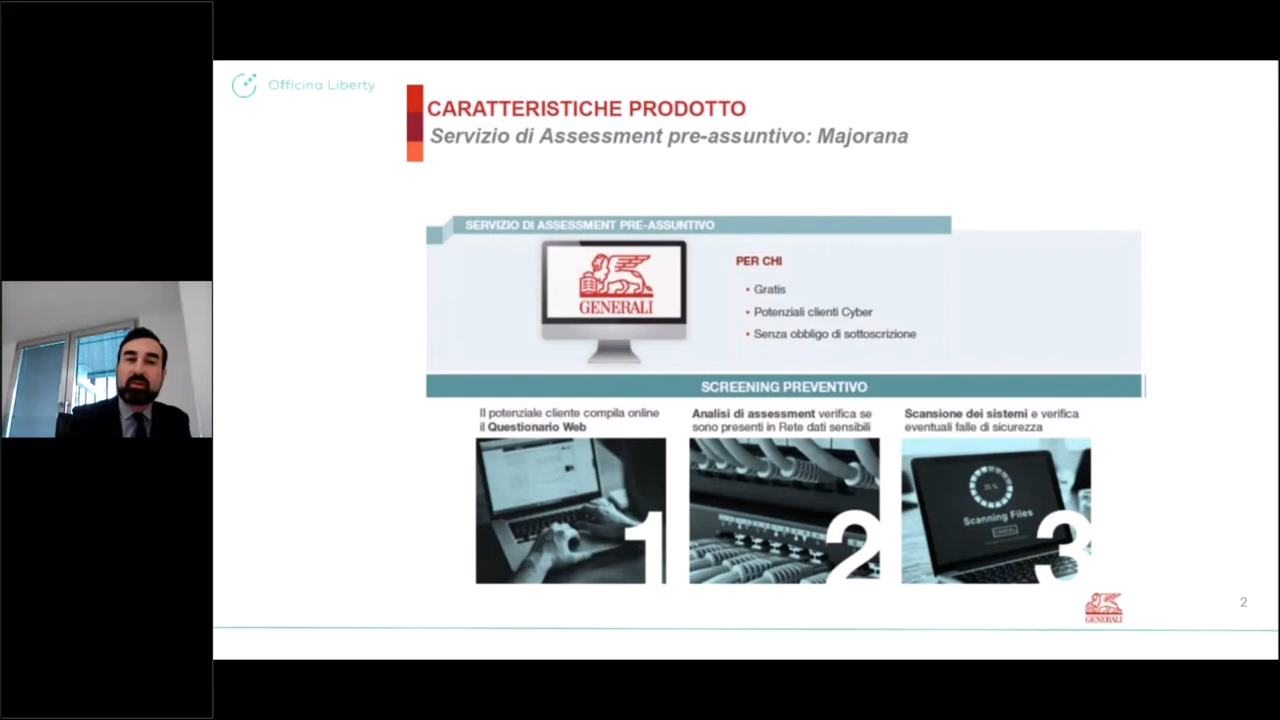 Officina Liberty
CARATTERISTICHE PRODOTTO
Servizio di Assessment pre-assuntivo: Majorana
SERVIZIO DI ASSESSMENT PRE-ASSUNTIVO
GENERALI
PER CHI
• Gratis
• Potenziali clienti Cyber
• Senza obbligo di sottoscrizione
SCREENING PREVENTIVO
Il potenziale cliente compila online
il Questionario Web
1
Analisi di assessment verifica se
sono presenti in Rete dati sensibili
2
Scansione dei sistemi e verifica
eventuali falle di sicurezza
Scanning Files
CANCEL
3
GENERALI
2